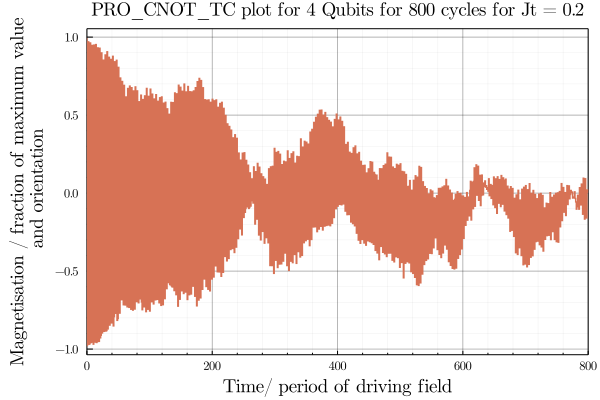 PRO_CNOT_TC plot for 4 Qubits for 800 cycles for Jt = 0.2
Magnetisation / fraction of maximum value
and orientation
1.0
0.5
0.0
−0.5
−1.0
0 200 400 600 800
Time/ period of driving field